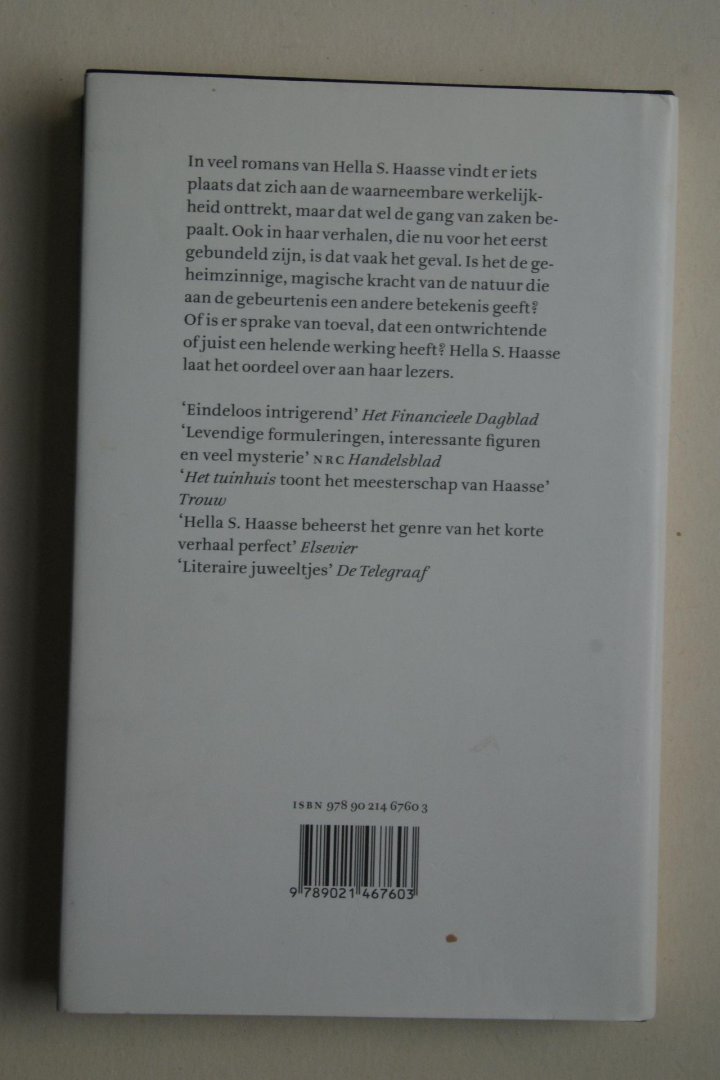 In veel romans van Hella S. Haasse vindt er iets
plaats dat zich aan de waarneembare werkelijk-
heid onttrekt, maar dat wel de gang van zaken be-
paalt. Ook in haar verhalen, die nu voor het eerst
gebundeld zijn, is dat vaak het geval. Is het de ge-
heimzinnige, magische kracht van de natuur die
aan de gebeurtenis een andere betekenis geeft?
Of is er sprake van toeval, dat een ontwrichtende
of juist een helende werking heeft? Hella S. Haasse
laat het oordeel over aan haar lezers.
‘Eindeloos intrigerend’ Het Financieele Dagblad
‘Levendige formuleringen, interessante figuren
en veel mysterie’ NRC Handelsblad
‘Het tuinhuis toont het meesterschap van Haasse’
Trouw
‘Hella S. Haasse beheerst het genre van het korte
verhaal perfect’ Elsevier
‘Literaire juweeltjes’ De Telegraaf
ISBN 978 90 214 6760 3
9 789021 467603